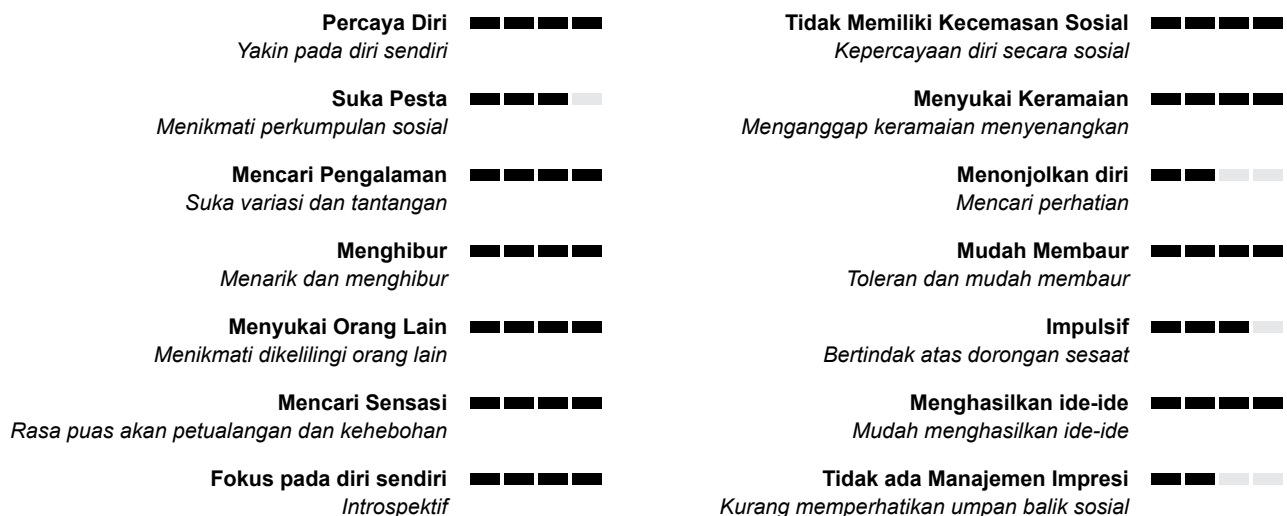 Percaya Diri
Yakin pada diri sendiri
Suka Pesta
Menikmati perkumpulan sosial
Mencari Pengalaman
Suka variasi dan tantangan
Menghibur
Menarik dan menghibur
Menyukai Orang Lain
Menikmati dikelilingi orang lain
Mencari Sensasi
Rasa puas akan petualangan dan kehebohan
Fokus pada diri sendiri
Introspektif
Tidak Memiliki Kecemasan Sosial
Kepercayaan diri secara sosial
Menyukai Keramaian
Menganggap keramaian menyenangkan
Menonjolkan diri
Mencari perhatian
Mudah Membaur
Toleran dan mudah membaur
Impulsif
Bertindak atas dorongan sesaat
Menghasilkan ide-ide
Mudah menghasilkan ide-ide
Tidak ada Manajemen Impresi
Kurang memperhatikan umpan balik sosial